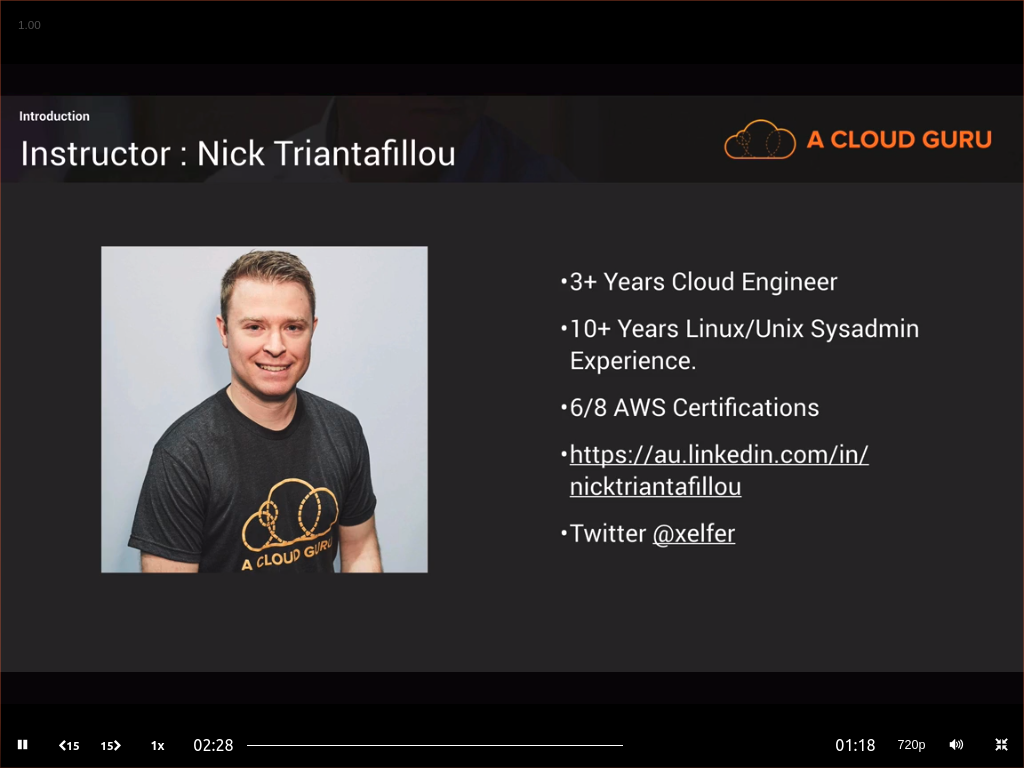 1.00
Introduction
Instructor : Nick Triantafillou
A CLOUD GURU
•3+ Years Cloud Engineer
•10+ Years Linux/Unix Sysadmin
Experience.
•6/8 AWS Certifications
•https://au.linkedin.com/in/
nicktriantafillou
•Twitter @xelfer
A CLOUD GURU
15 15 1x 02:28 01:18 720p